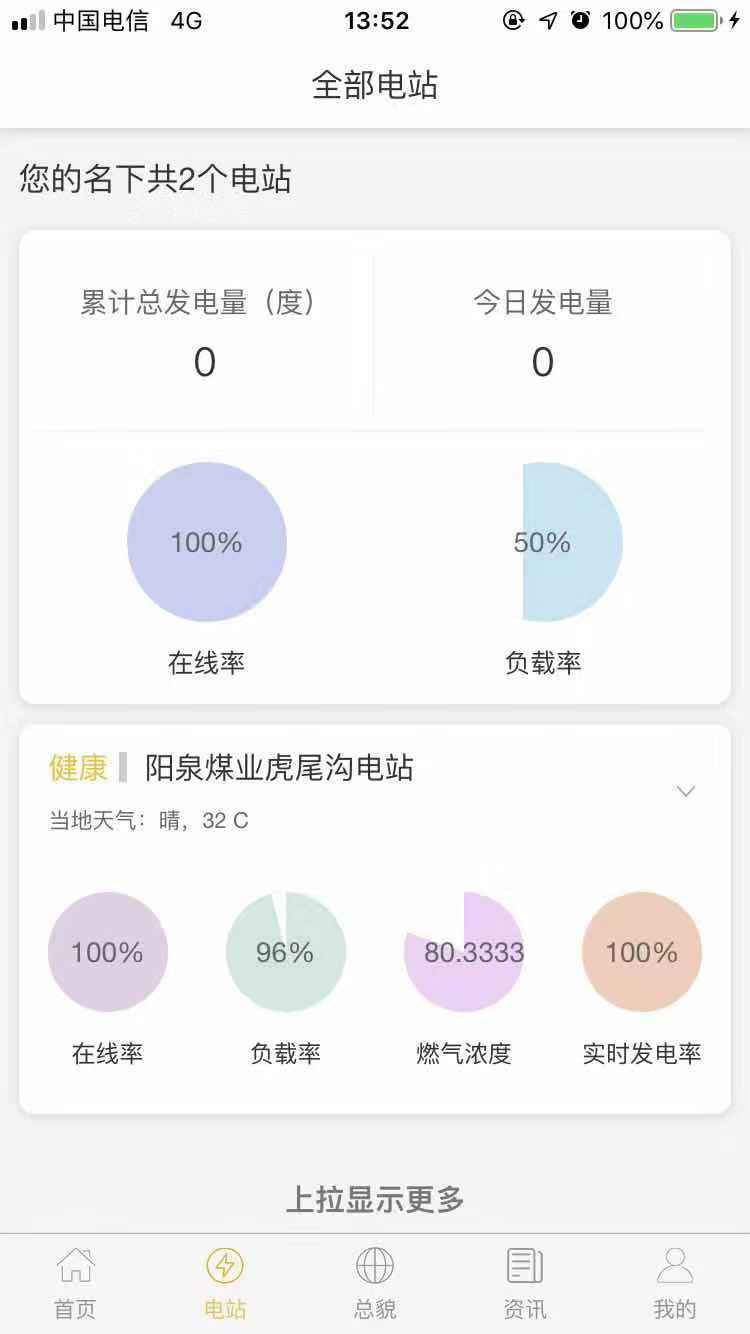 中国电信 4G 13:52 100%
全部电站
您的名下共2个电站
累计总发电量（度） 今日发电量
0 0
100% 50%
在线率 负载率
健康 阳泉煤业虎尾沟电站
当地天气：晴，32 C
100% 96% 80.3333 100%
在线率 负载率 燃气浓度 实时发电率
上拉显示更多
首页 电站 总貌 资讯 我的